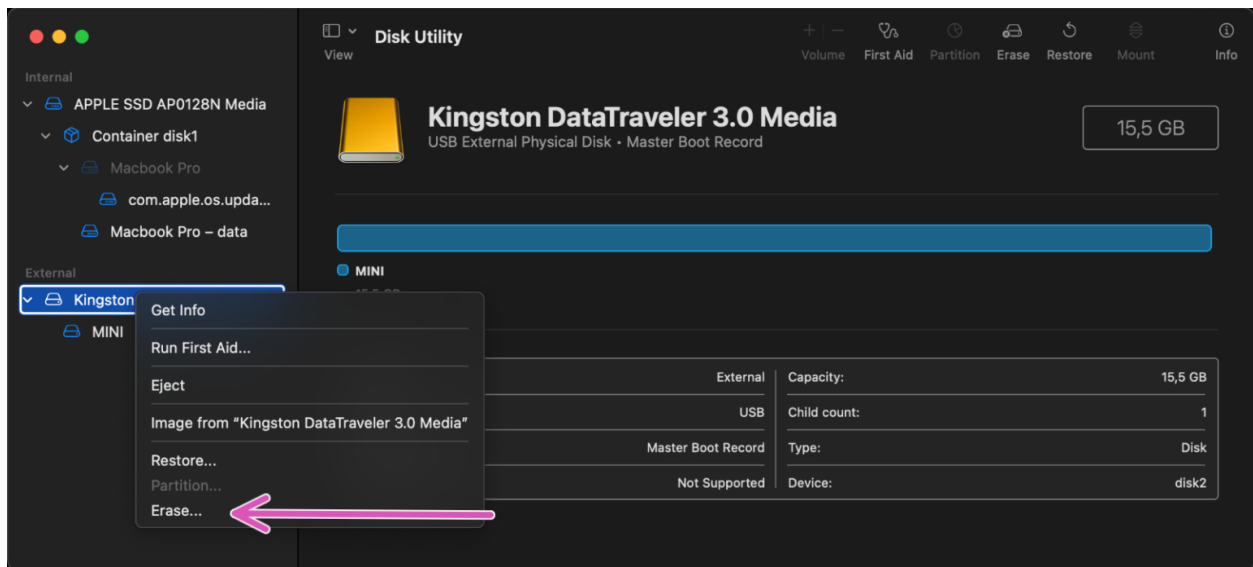 Disk Utility
View
Volume
First Aid
Partition
Erase
Restore
Mount
Info
Internal
APPLE SSD AP0128N Media
Container disk1
Macbook Pro
com.apple.os.upda...
Macbook Pro – data
External
Kingston
MINI
Kingston DataTraveler 3.0 Media
USB External Physical Disk • Master Boot Record
15,5 GB
MINI
15,5 GB
Get Info
Run First Aid...
Eject
Image from “Kingston DataTraveler 3.0 Media”
Restore...
Partition...
Erase...
External
Capacity: 15,5 GB
USB
Child count: 1
Master Boot Record
Type: Disk
Not Supported
Device: disk2